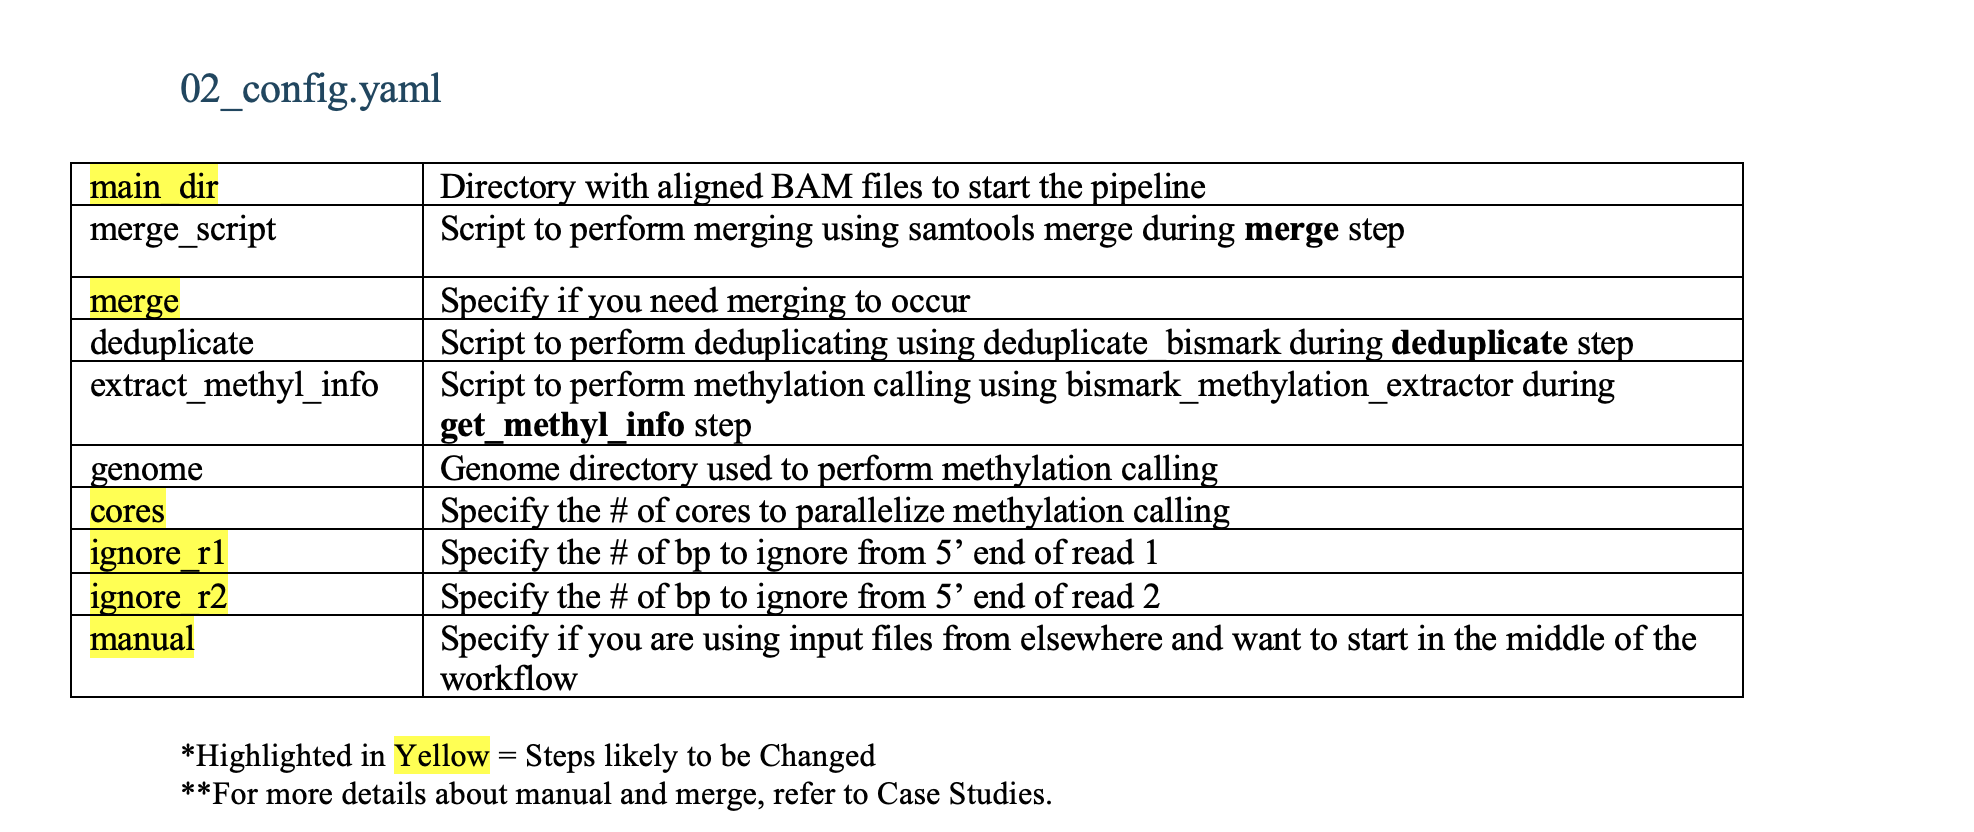 02_config.yaml
main_dir Directory with aligned BAM files to start the pipeline
merge_script Script to perform merging using samtools merge during merge step
merge Specify if you need merging to occur
deduplicate Script to perform deduplicating using deduplicate_bismark during deduplicate step
extract_methyl_info Script to perform methylation calling using bismark_methylation_extractor during
get_methyl_info step
genome Genome directory used to perform methylation calling
cores Specify the # of cores to parallelize methylation calling
ignore_r1 Specify the # of bp to ignore from 5’ end of read 1
ignore_r2 Specify the # of bp to ignore from 5’ end of read 2
manual Specify if you are using input files from elsewhere and want to start in the middle of the
workflow
*Highlighted in Yellow = Steps likely to be Changed
**For more details about manual and merge, refer to Case Studies.